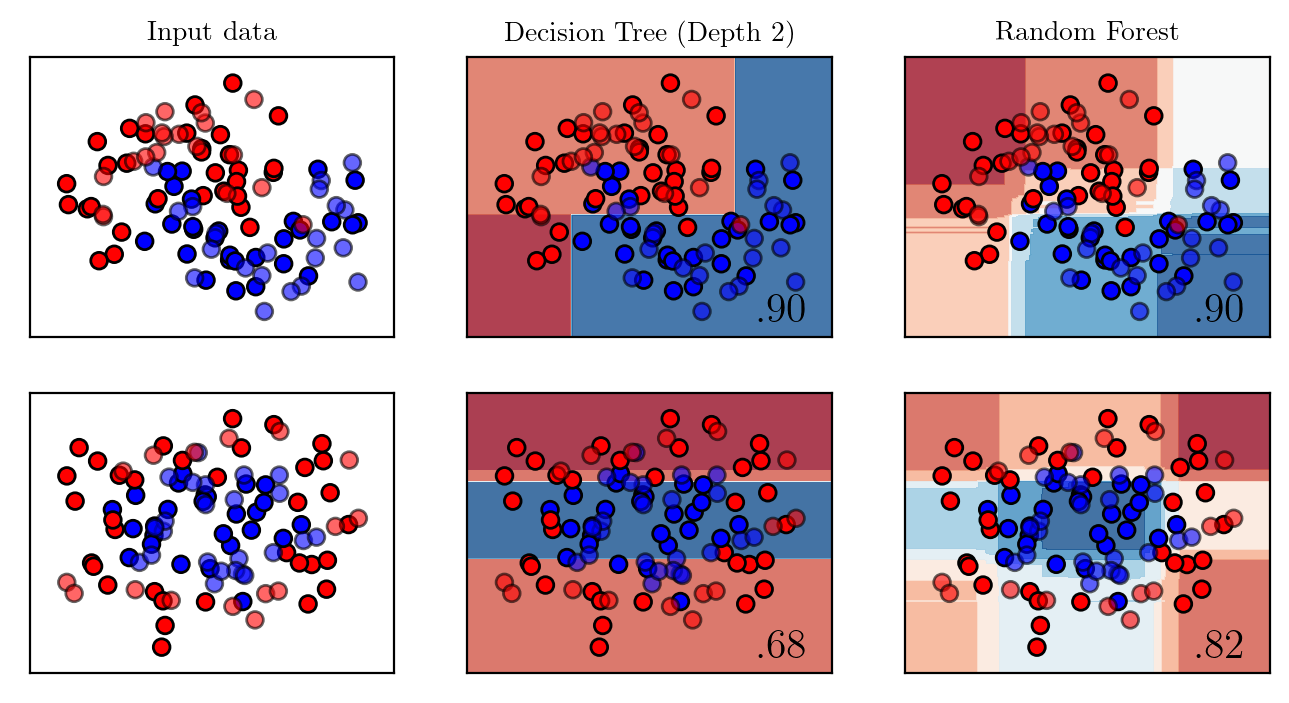 Input data
Decision Tree (Depth 2)
Random Forest
.90
.90
.68
.82